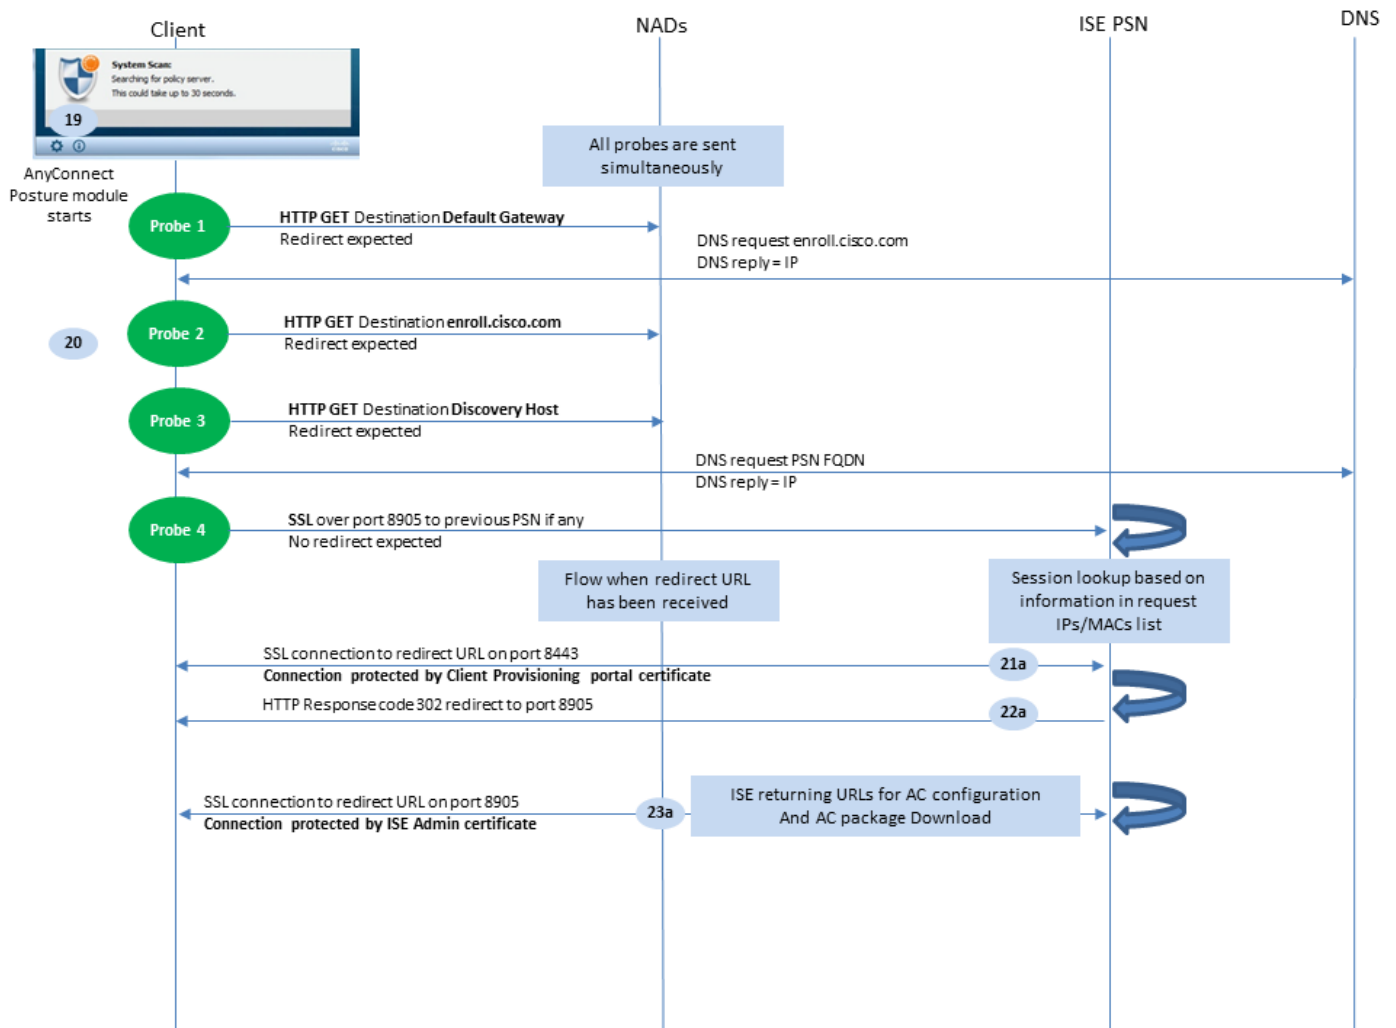 Client
NADs
ISE PSN
DNS
System Scan:
Searching for policy server.
This could take up to 30 seconds.
19
AnyConnect
Posture module
starts
All probes are sent
simultaneously
Probe 1
HTTP GET Destination Default Gateway
Redirect expected
DNS request enroll.cisco.com
DNS reply = IP
20
Probe 2
HTTP GET Destination enroll.cisco.com
Redirect expected
Probe 3
HTTP GET Destination Discovery Host
Redirect expected
DNS request PSN FQDN
DNS reply = IP
Probe 4
SSL over port 8905 to previous PSN if any
No redirect expected
Flow when redirect URL
has been received
Session lookup based on
information in request
IPs/MACs list
SSL connection to redirect URL on port 8443
Connection protected by Client Provisioning portal certificate
21a
HTTP Response code 302 redirect to port 8905
22a
SSL connection to redirect URL on port 8905
Connection protected by ISE Admin certificate
23a
ISE returning URLs for AC configuration
And AC package Download